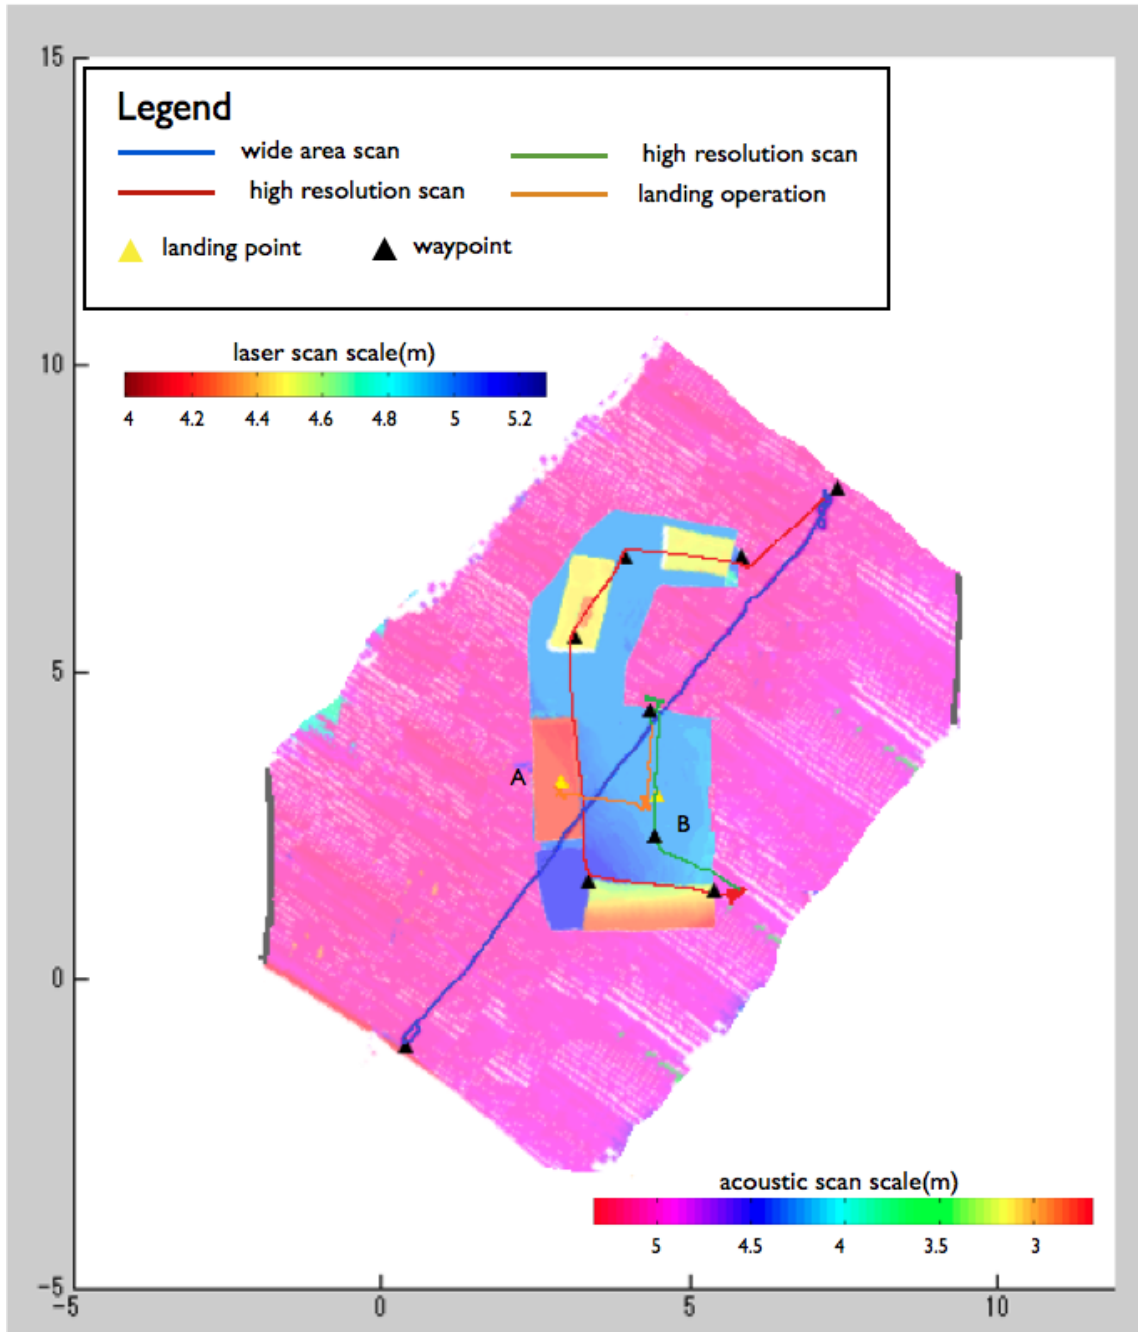 15
Legend
wide area scan
high resolution scan
high resolution scan
landing operation
landing point
waypoint
10
laser scan scale(m)
4 4.2 4.4 4.6 4.8 5 5.2
5
A
B
0
acoustic scan scale(m)
5 4.5 4 3.5 3
-5
-5 0 5 10